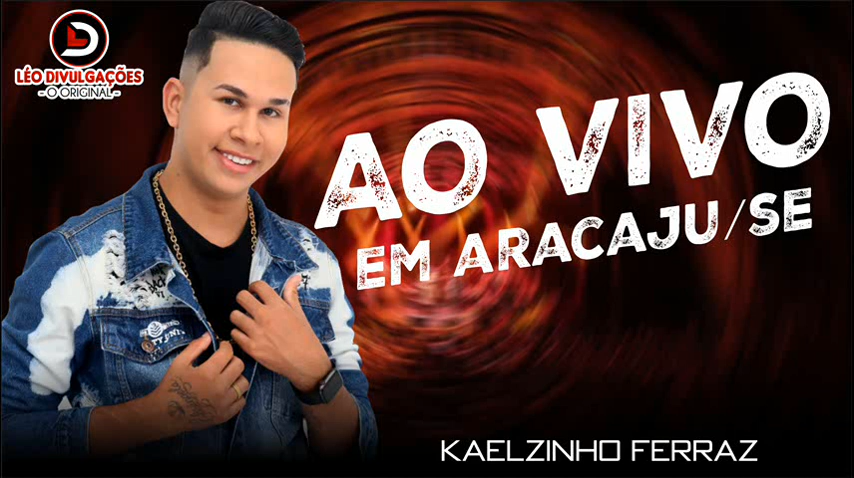 LÉO DIVULGAÇÕES
- O ORIGINAL -
AO VIVO
EM ARACAJU/SE
KAELZINHO FERRAZ